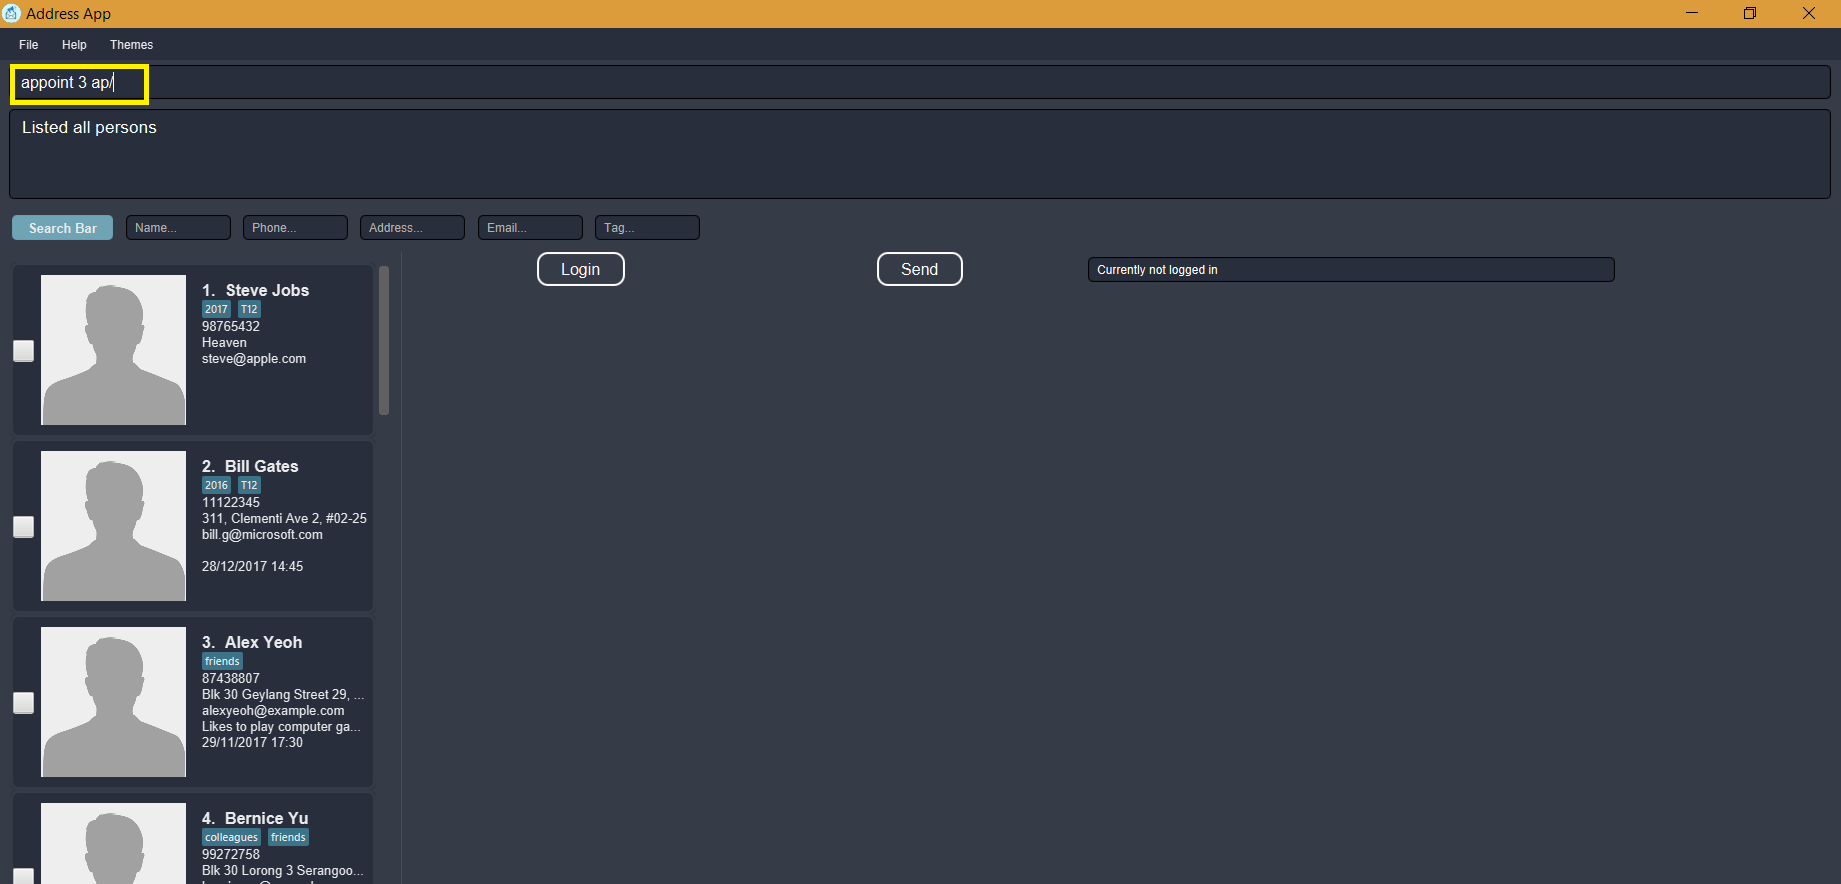 Address App
File Help Themes
appoint 3 ap/
Listed all persons
Search Bar Name... Phone... Address... Email... Tag...
Login Send Currently not logged in
1. Steve Jobs
2017 T12
98765432
Heaven
steve@apple.com
2. Bill Gates
2016 T12
11122345
311, Clementi Ave 2, #02-25
bill.g@microsoft.com
28/12/2017 14:45
3. Alex Yeoh
friends
87438807
Blk 30 Geylang Street 29, ...
alexyeoh@example.com
Likes to play computer ga...
29/11/2017 17:30
4. Bernice Yu
colleagues friends
99272758
Blk 30 Lorong 3 Serangoo...